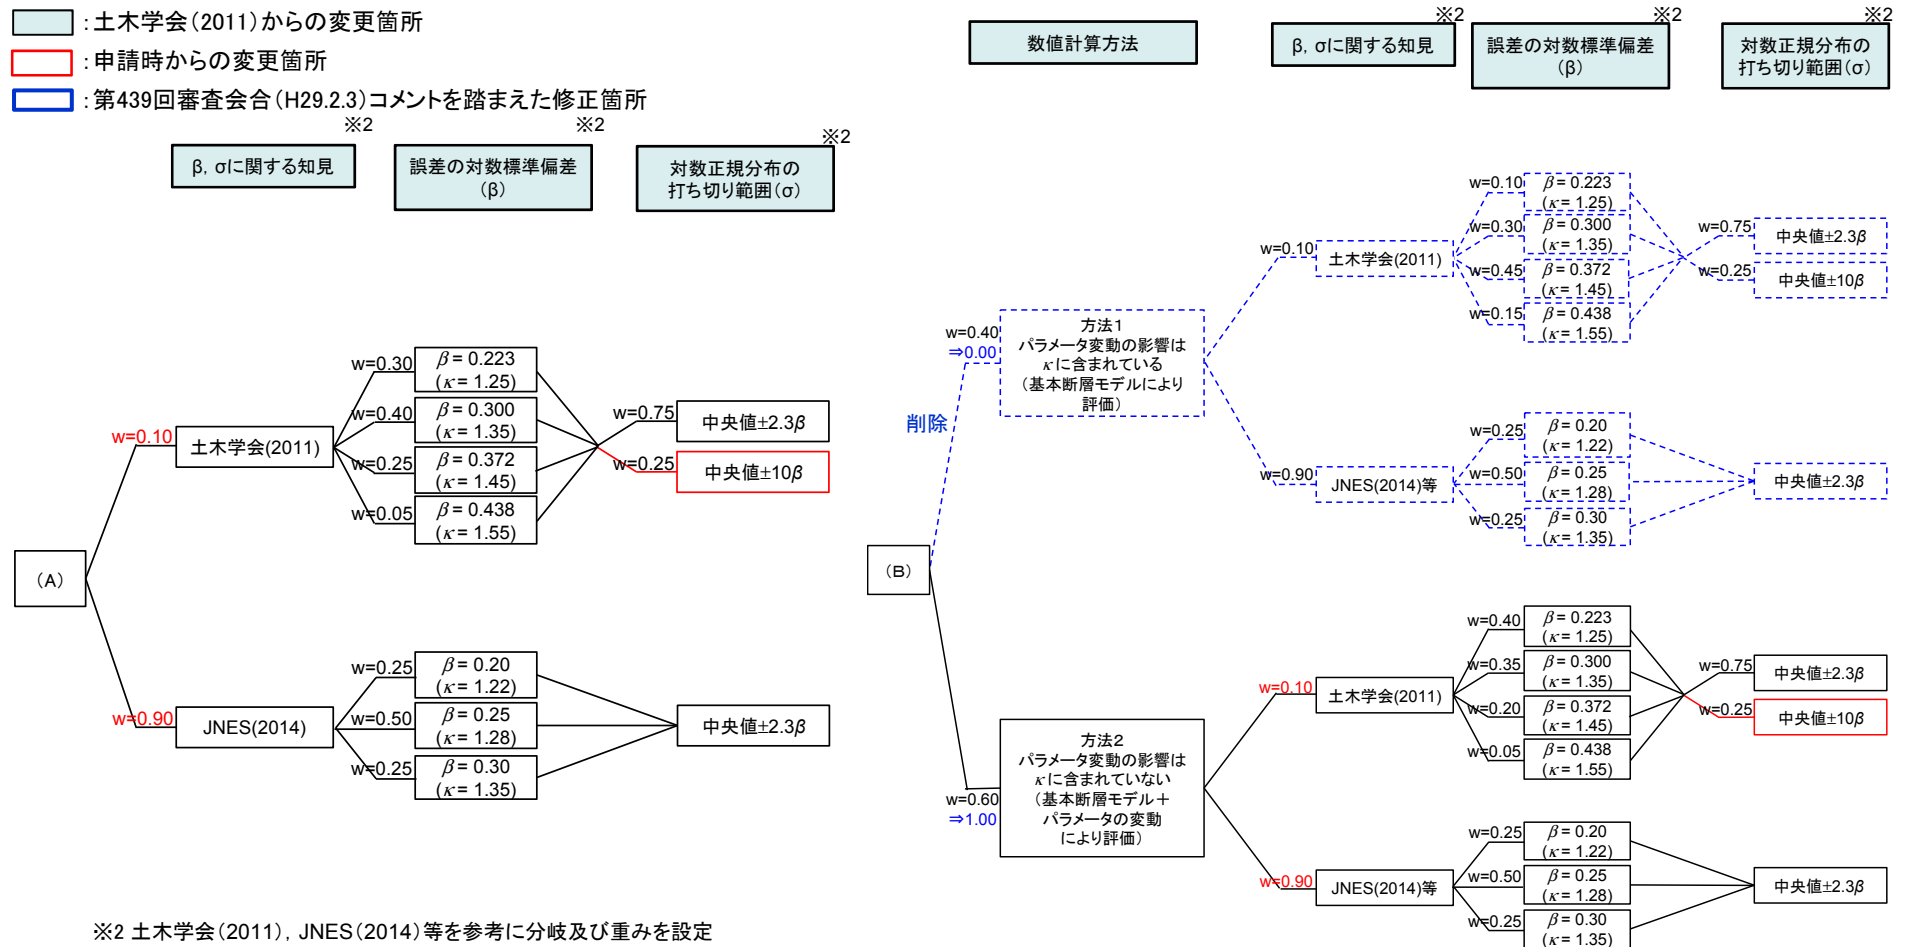 ：土木学会（2011）からの変更箇所
：申請時からの変更箇所
：第439回審査会合（H29.2.3）コメントを踏まえた修正箇所
※2
β，σに関する知見
※2
誤差の対数標準偏差
（β）
※2
対数正規分布の
打ち切り範囲（σ）
（A）
w=0.10
土木学会(2011)
w=0.30
β = 0.223
(κ = 1.25)
w=0.40
β = 0.300
(κ = 1.35)
w=0.25
β = 0.372
(κ = 1.45)
w=0.05
β = 0.438
(κ = 1.55)
w=0.75
中央値±2.3β
w=0.25
中央値±10β
w=0.90
JNES(2014)
w=0.25
β = 0.20
(κ = 1.22)
w=0.50
β = 0.25
(κ = 1.28)
w=0.25
β = 0.30
(κ = 1.35)
中央値±2.3β
※2 土木学会（2011），JNES（2014）等を参考に分岐及び重みを設定
数値計算方法
※2
β，σに関する知見
※2
誤差の対数標準偏差
（β）
※2
対数正規分布の
打ち切り範囲（σ）
（B）
削除
w=0.40
⇒0.00
方法1
パラメータ変動の影響は
κに含まれている
（基本断層モデルにより
評価）
w=0.10
土木学会(2011)
w=0.10
β = 0.223
(κ = 1.25)
w=0.30
β = 0.300
(κ = 1.35)
w=0.45
β = 0.372
(κ = 1.45)
w=0.15
β = 0.438
(κ = 1.55)
w=0.75
中央値±2.3β
w=0.25
中央値±10β
w=0.90
JNES(2014)等
w=0.25
β = 0.20
(κ = 1.22)
w=0.50
β = 0.25
(κ = 1.28)
w=0.25
β = 0.30
(κ = 1.35)
中央値±2.3β
w=0.60
⇒1.00
方法2
パラメータ変動の影響は
κに含まれていない
（基本断層モデル＋
パラメータの変動
により評価）
w=0.10
土木学会(2011)
w=0.40
β = 0.223
(κ = 1.25)
w=0.35
β = 0.300
(κ = 1.35)
w=0.20
β = 0.372
(κ = 1.45)
w=0.05
β = 0.438
(κ = 1.55)
w=0.75
中央値±2.3β
w=0.25
中央値±10β
w=0.90
JNES(2014)等
w=0.25
β = 0.20
(κ = 1.22)
w=0.50
β = 0.25
(κ = 1.28)
w=0.25
β = 0.30
(κ = 1.35)
中央値±2.3β